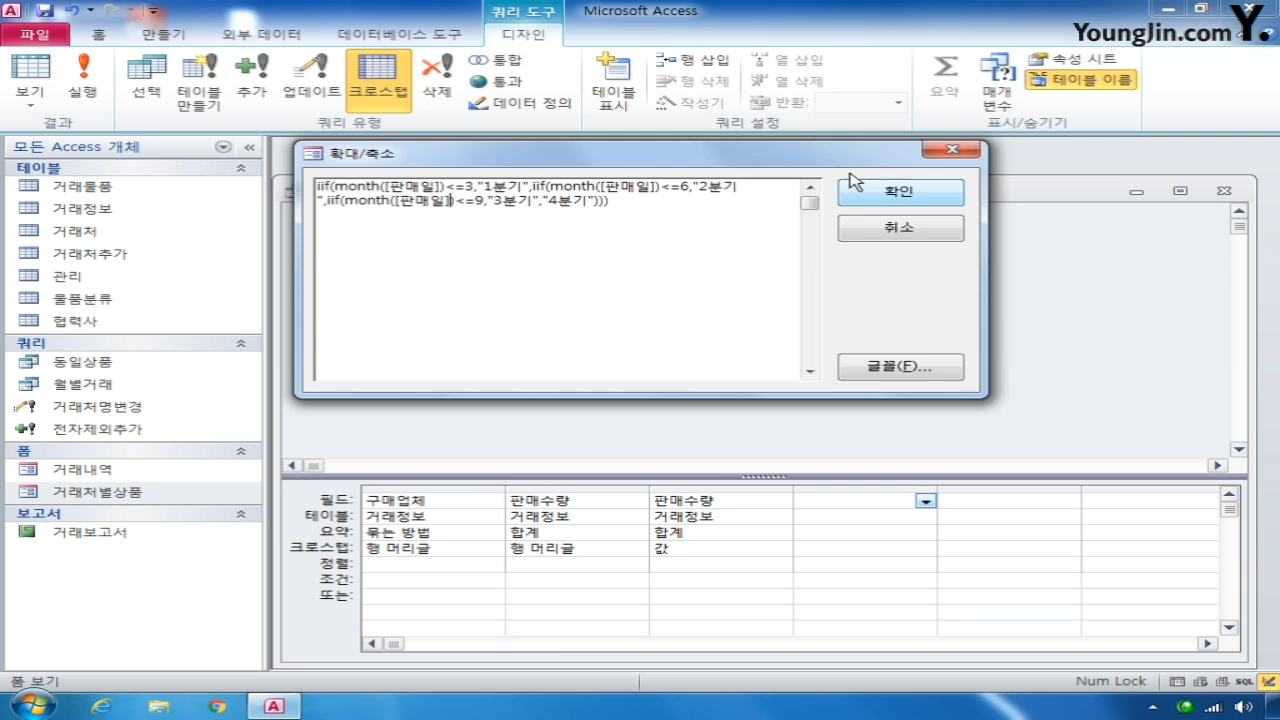 쿼리 도구
Microsoft Access
YoungJin.com Y.
파일
홈
만들기
외부 데이터
데이터베이스 도구
디자인
보기
실행
선택
테이블
만들기
추가
업데이트
크로스탭
삭제
통합
통과
데이터 정의
테이블
표시
행 삽입
행 삭제
작성기
열 삽입
열 삭제
반환:
요약
매개
변수
속성 시트
테이블 이름
결과
쿼리 유형
쿼리 설정
표시/숨기기
모든 Access 개체
테이블
거래물품
거래정보
거래처
거래처추가
관리
물품분류
협력사
쿼리
동일상품
월별거래
거래처명변경
전자제외추가
폼
거래내역
거래처별상품
보고서
거래보고서
확대/축소
iif(month([판매일])<=3,"1분기",iif(month([판매일])<=6,"2분기
",iif(month([판매일])<=9,"3분기","4분기")))
확인
취소
글꼴(F)...
필드: 구매업체 판매수량 판매수량
테이블: 거래정보 거래정보 거래정보
요약: 묶는 방법 합계 합계
크로스탭: 행 머리글 행 머리글 값
정렬:
조건:
또는:
폼 보기
Num Lock
SQL